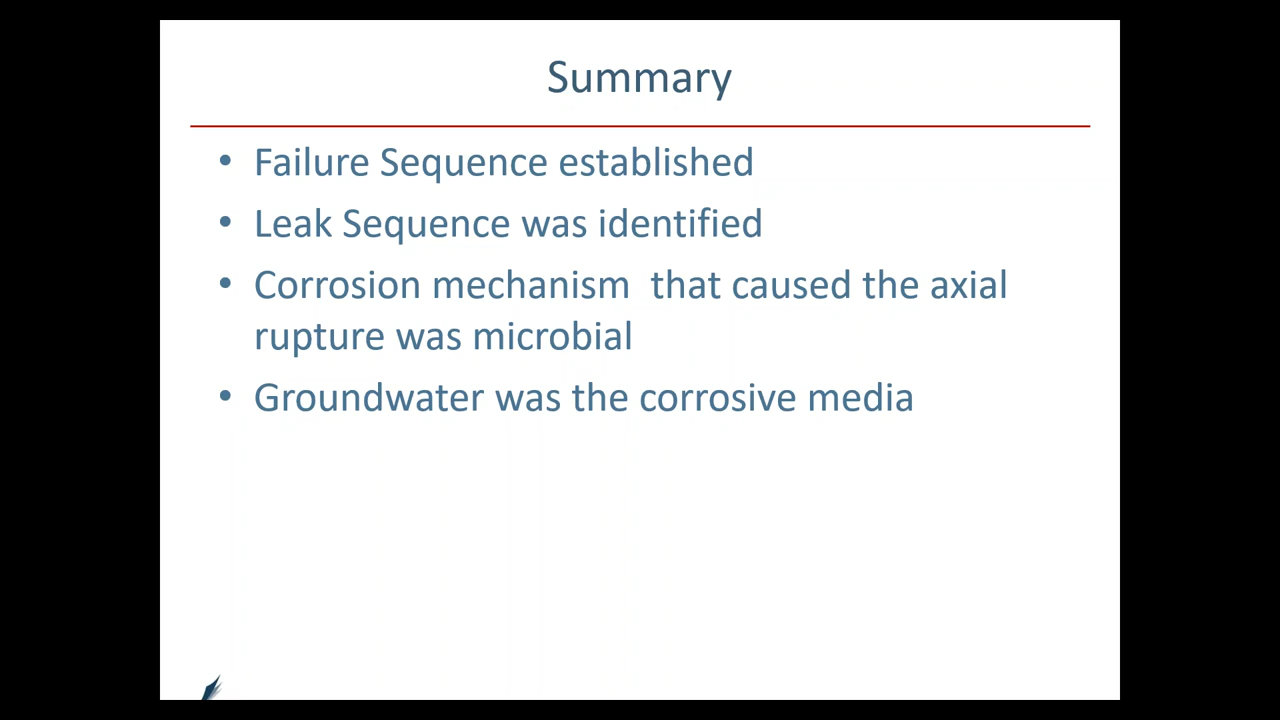 Summary
• Failure Sequence established
• Leak Sequence was identified
• Corrosion mechanism  that caused the axial
rupture was microbial
• Groundwater was the corrosive media